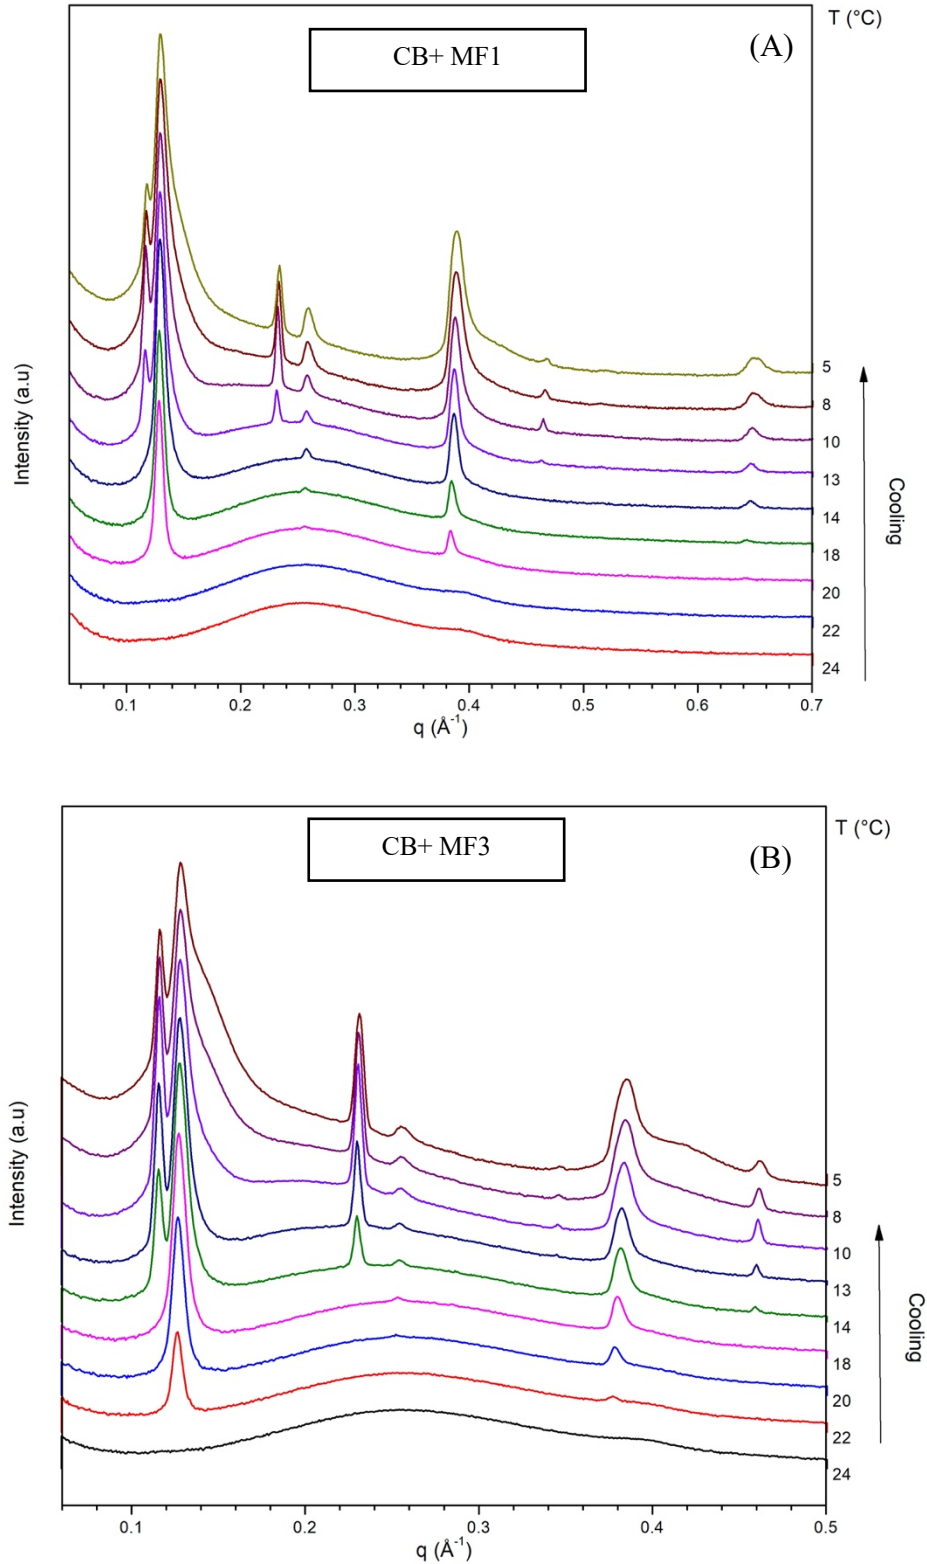 T (°C)
CB+ MF1
(A)
Intensity (a.u)
5
8
10
13
14
18
20
22
24
Cooling
0.1 0.2 0.3 0.4 0.5 0.6 0.7
q (Å⁻¹)
T (°C)
CB+ MF3
(B)
Intensity (a.u)
5
8
10
13
14
18
20
22
24
Cooling
0.1 0.2 0.3 0.4 0.5
q (Å⁻¹)